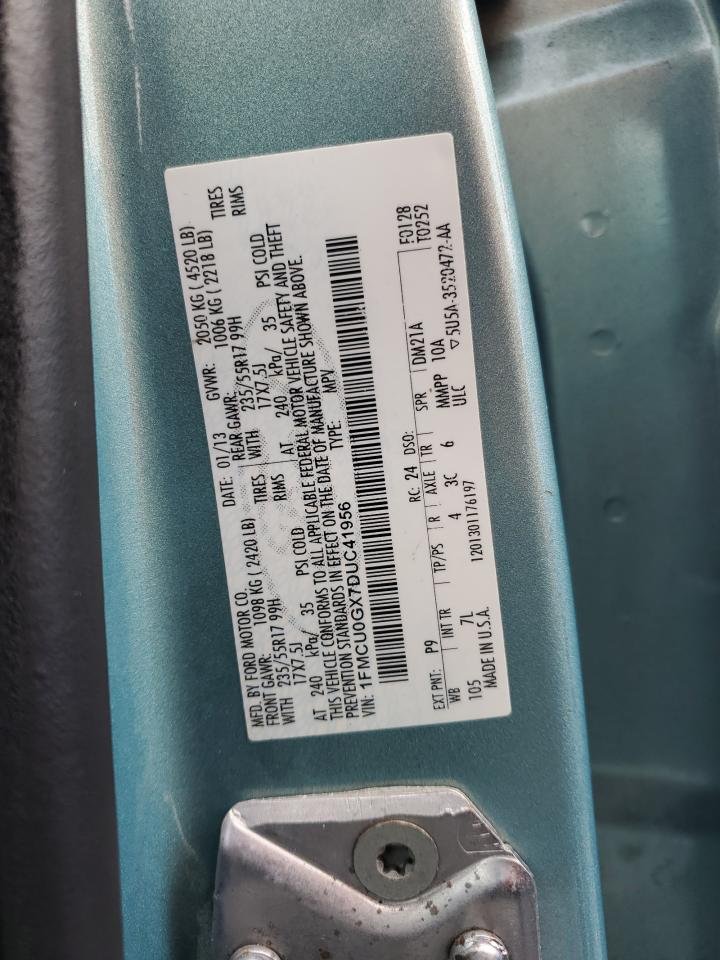 MFD. BY FORD MOTOR CO. DATE: 01/13 GVWR: 2050 KG ( 4520 LB)
FRONT GAWR: 1098 KG ( 2420 LB) REAR GAWR: 1006 KG ( 2218 LB)
235/55R17 99H TIRES WITH 235/55R17 99H TIRES
WITH 17X7.5J RIMS 17X7.5J RIMS
AT 240 kPa/ 35 PSI COLD AT 240 kPa/ 35 PSI COLD
THIS VEHICLE CONFORMS TO ALL APPLICABLE FEDERAL MOTOR VEHICLE SAFETY AND THEFT
PREVENTION STANDARDS IN EFFECT ON THE DATE OF MANUFACTURE SHOWN ABOVE.
VIN: 1FMCU0GX7DUC41956 TYPE: MPV
F0128
T0252
EXT PNT: P9 RC: 24 DSO:
WB INT TR TP/PS R AXLE TR SPR DM21A
105 7L 4 3C 6 MMPP 10A
ULC
MADE IN U.S.A. 1201301176197 ▽5U5A-3520472-AA